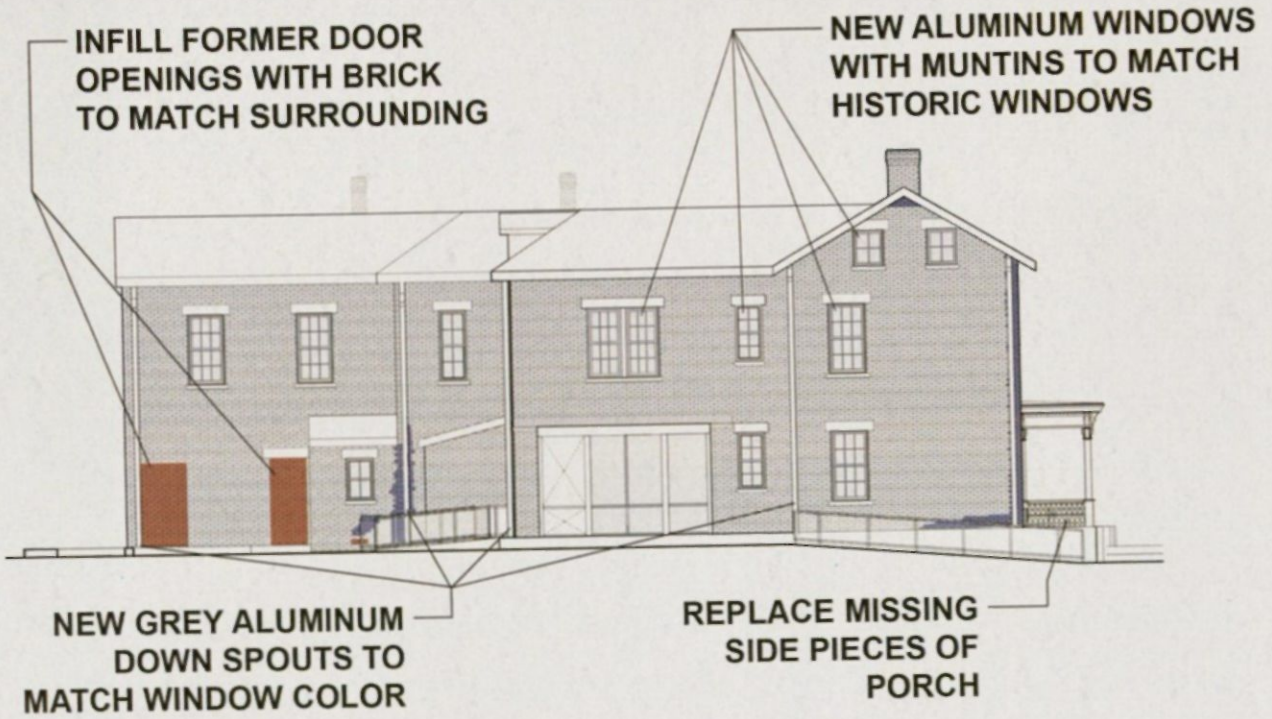 INFILL FORMER DOOR
OPENINGS WITH BRICK
TO MATCH SURROUNDING
NEW ALUMINUM WINDOWS
WITH MUNTINS TO MATCH
HISTORIC WINDOWS
NEW GREY ALUMINUM
DOWN SPOUTS TO
MATCH WINDOW COLOR
REPLACE MISSING
SIDE PIECES OF
PORCH